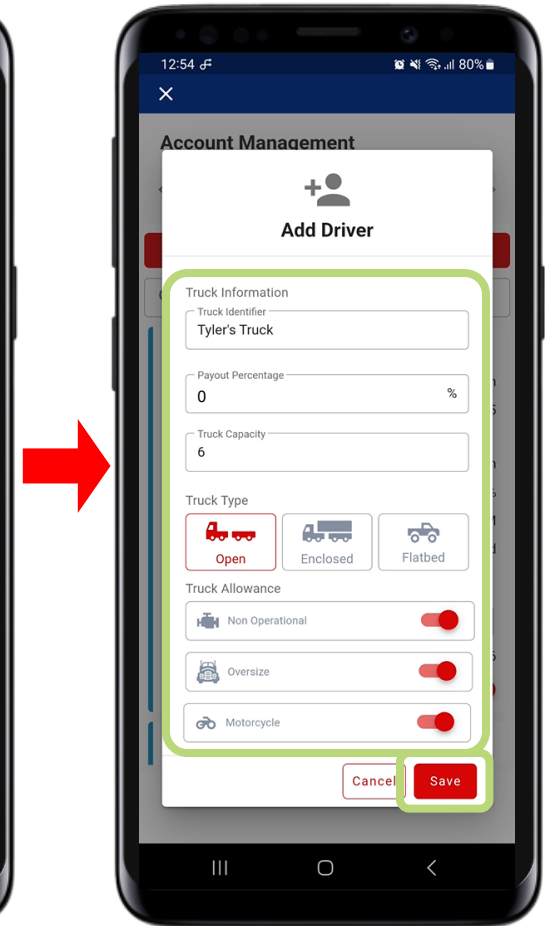 12:54
80%
Account Management
Add Driver
Truck Information
Truck Identifier
Tyler's Truck
Payout Percentage
0
%
Truck Capacity
6
Truck Type
Open
Enclosed
Flatbed
Truck Allowance
Non Operational
Oversize
Motorcycle
Cancel
Save